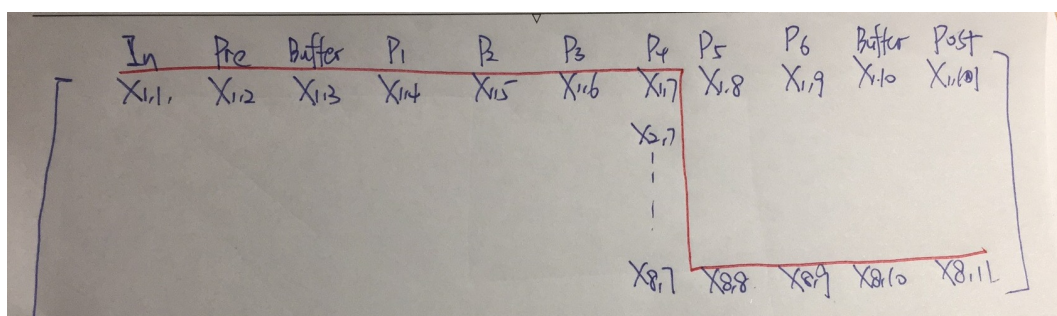 In Pre Buffer P1 P2 P3 P4 P5 P6 Buffer Post
X1,1, X1,2 X1,3 X1,4 X1,5 X1,6 X1,7 X1,8 X1,9 X1,10
X2,7
X8,7 X8,8 X8,9 X8,10 X8,11